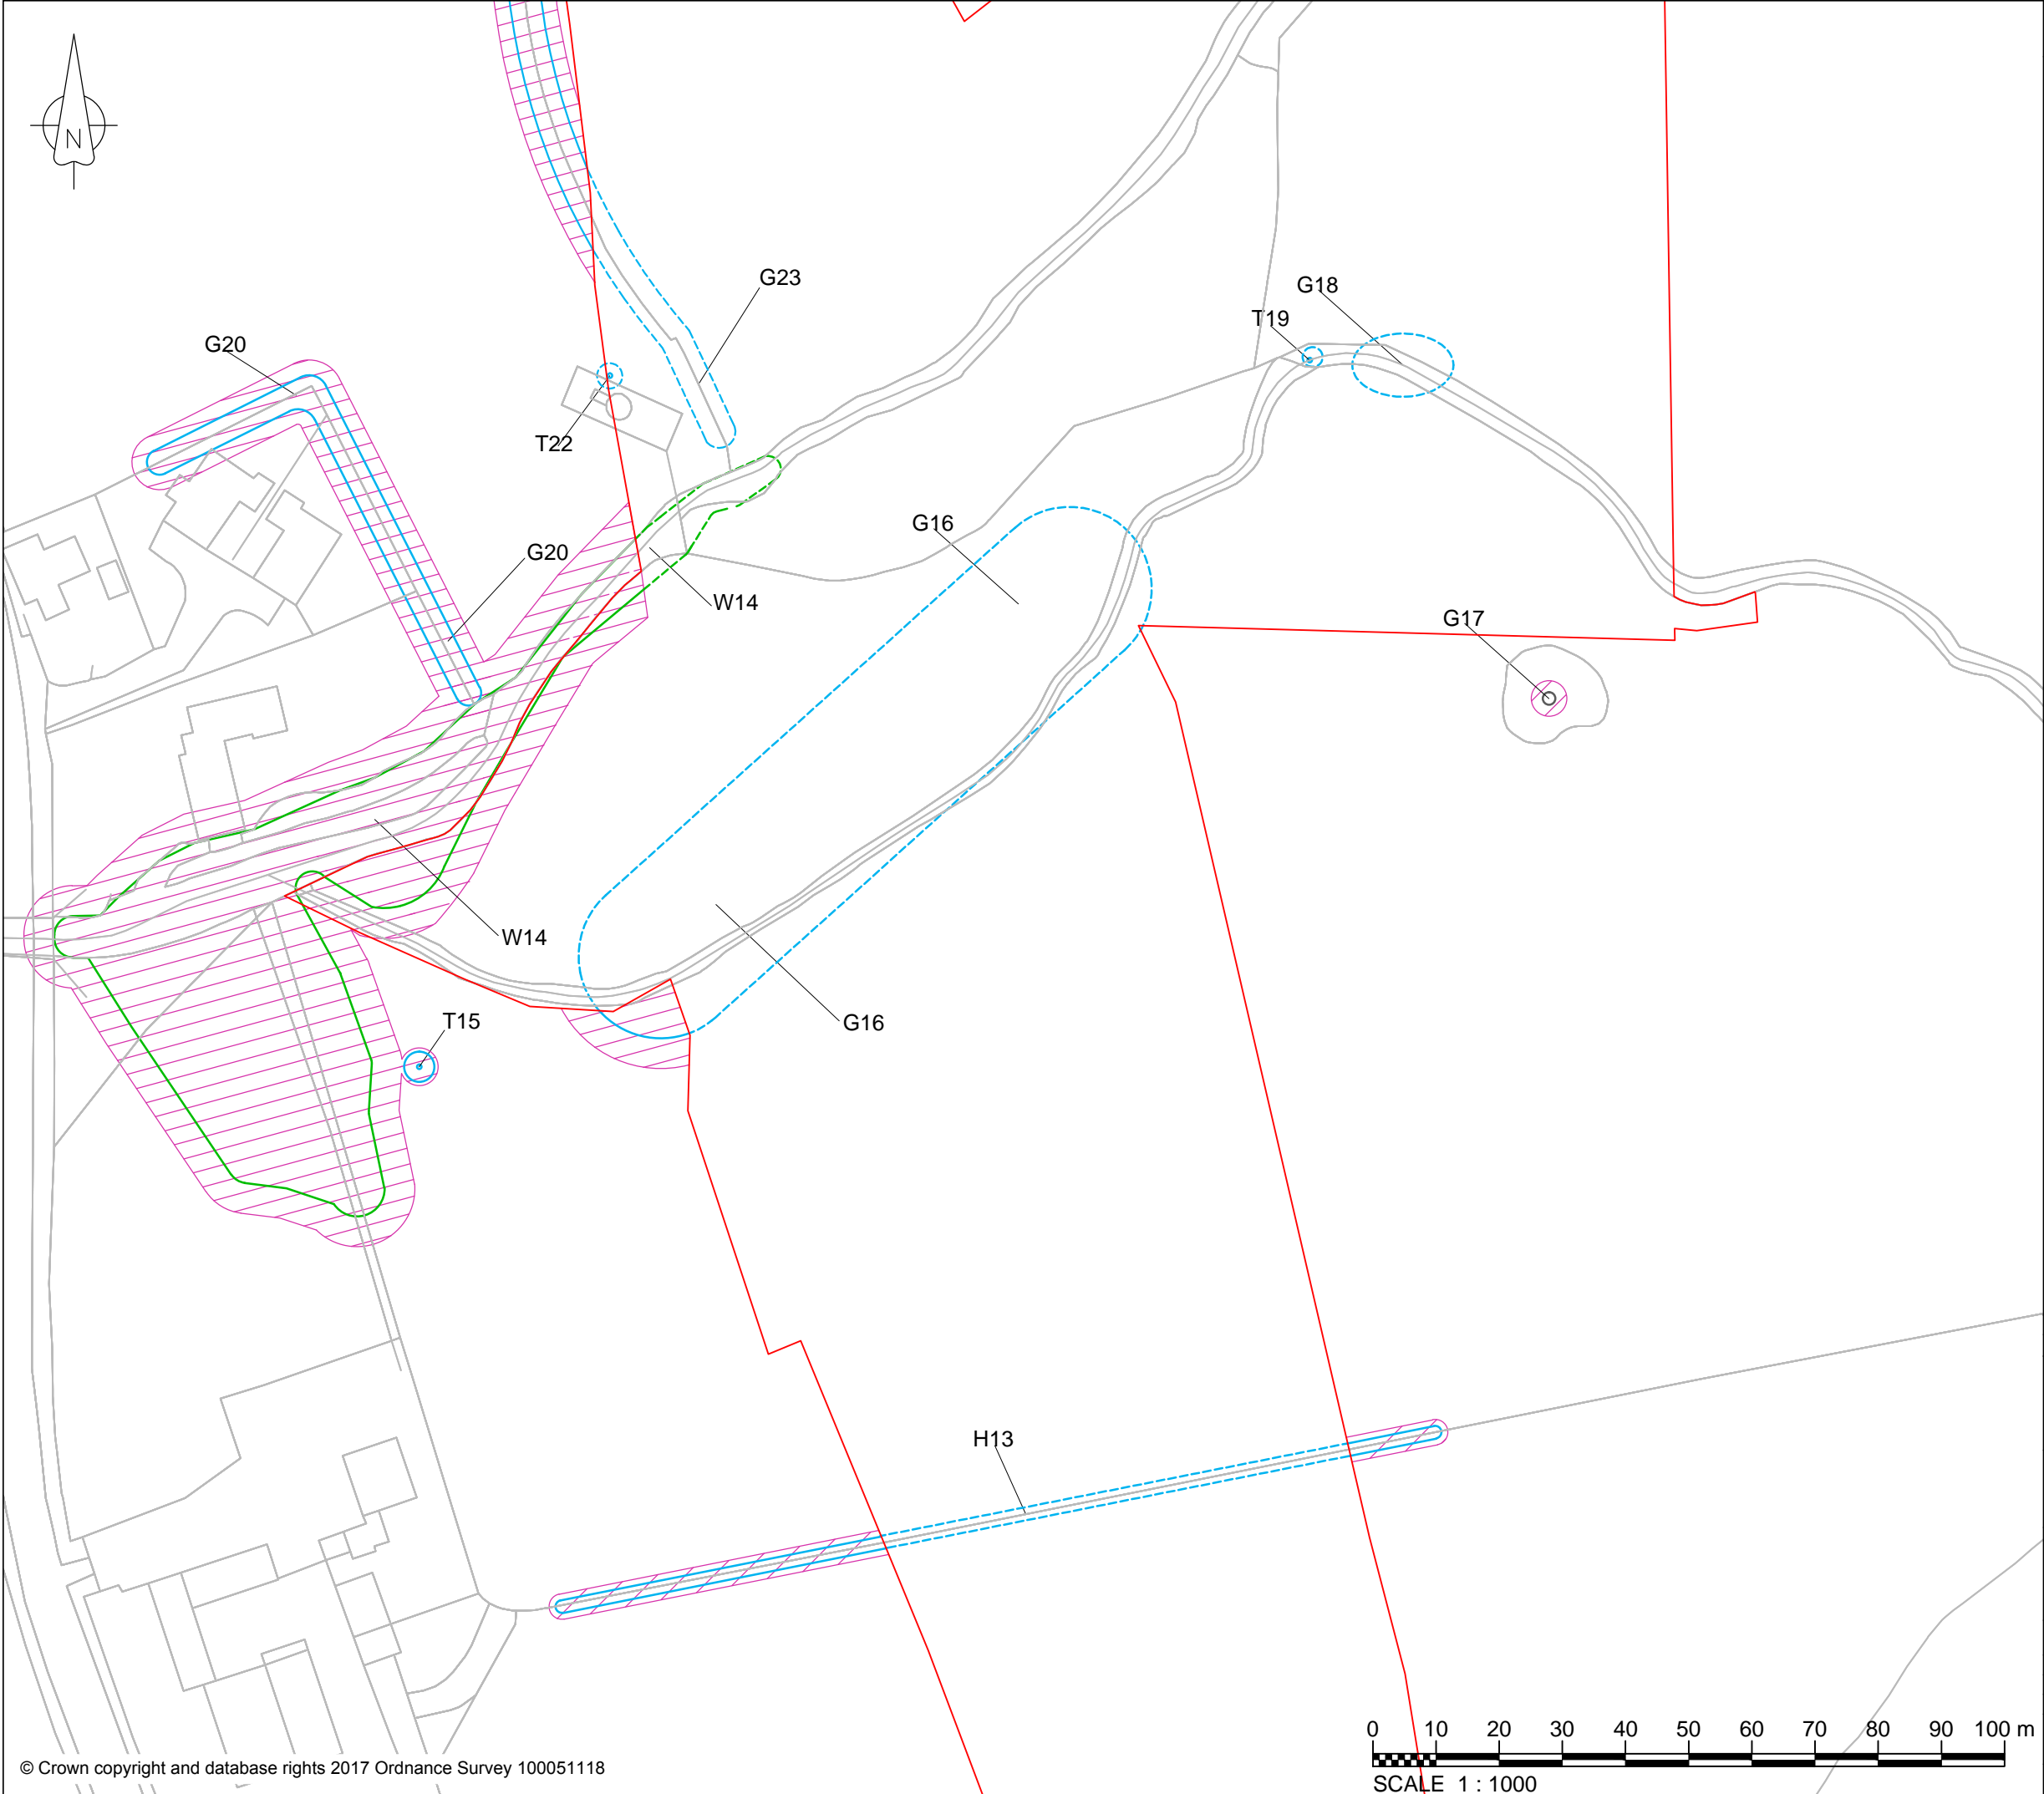 N
G23
G18
T19
G20
T22
G16
G20
W14
G17
W14
G16
T15
H13
0 10 20 30 40 50 60 70 80 90 100 m
SCALE 1 : 1000
© Crown copyright and database rights 2017 Ordnance Survey 100051118